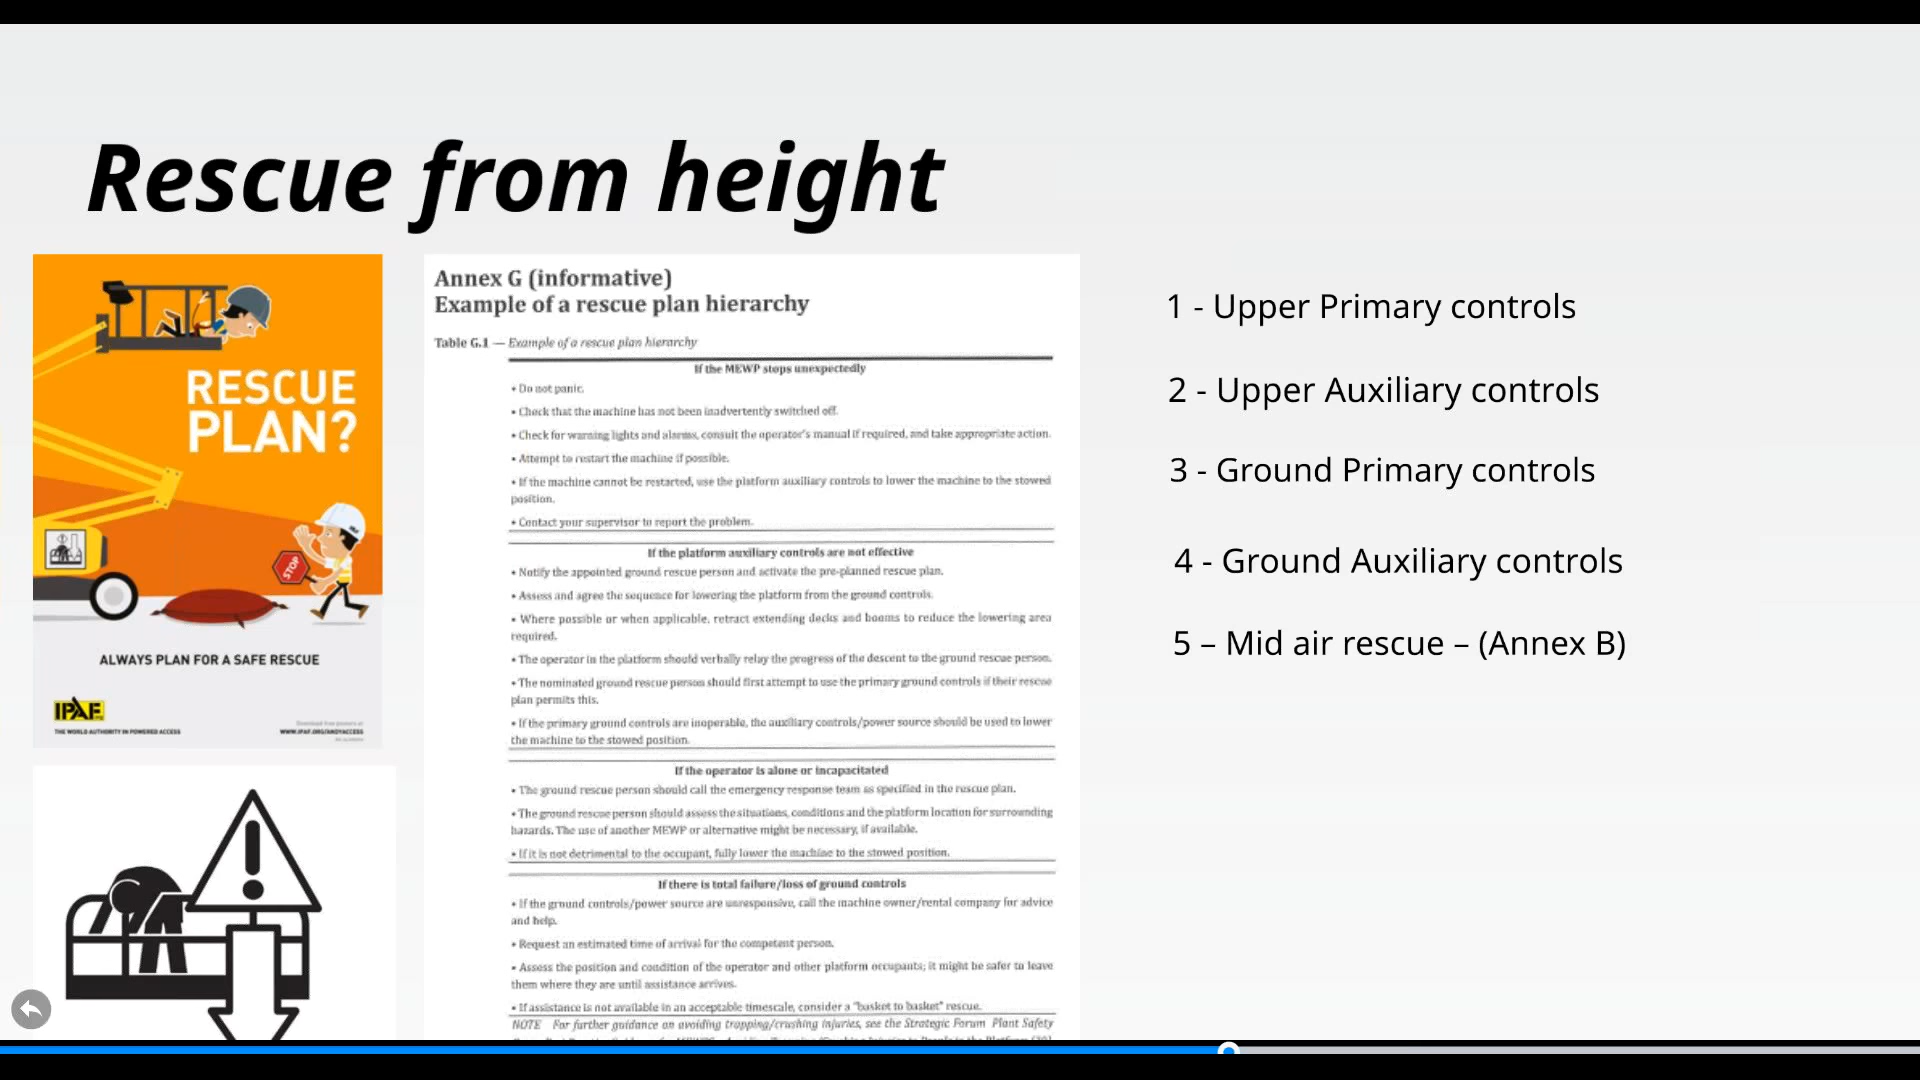 Rescue from height
RESCUE
PLAN?
STOP
ALWAYS PLAN FOR A SAFE RESCUE
IPAF
THE WORLD AUTHORITY IN POWERED ACCESS
Download free posters at
WWW.IPAF.ORG/ANDYACCESS
Annex G (informative)
Example of a rescue plan hierarchy
Table G.1 — Example of a rescue plan hierarchy
If the MEWP stops unexpectedly
• Do not panic.
• Check that the machine has not been inadvertently switched off.
• Check for warning lights and alarms, consult the operator's manual if required, and take appropriate action.
• Attempt to restart the machine if possible.
• If the machine cannot be restarted, use the platform auxiliary controls to lower the machine to the stowed
position.
• Contact your supervisor to report the problem.
If the platform auxiliary controls are not effective
• Notify the appointed ground rescue person and activate the pre-planned rescue plan.
• Assess and agree the sequence for lowering the platform from the ground controls.
• Where possible or when applicable, retract extending decks and booms to reduce the lowering area
required.
• The operator in the platform should verbally relay the progress of the descent to the ground rescue person.
• The nominated ground rescue person should first attempt to use the primary ground controls if their rescue
plan permits this.
• If the primary ground controls are inoperable, the auxiliary controls/power source should be used to lower
the machine to the stowed position.
If the operator is alone or incapacitated
• The ground rescue person should call the emergency response team as specified in the rescue plan.
• The ground rescue person should assess the situations, conditions and the platform location for surrounding
hazards. The use of another MEWP or alternative might be necessary, if available.
• If it is not detrimental to the occupant, fully lower the machine to the stowed position.
If there is total failure/loss of ground controls
• If the ground controls/power source are unresponsive, call the machine owner/rental company for advice
and help.
• Request an estimated time of arrival for the competent person.
• Assess the position and condition of the operator and other platform occupants; it might be safer to leave
them where they are until assistance arrives.
• If assistance is not available in an acceptable timescale, consider a "basket to basket" rescue.
NOTE For further guidance on avoiding trapping/crushing injuries, see the Strategic Forum Plant Safety
1 - Upper Primary controls
2 - Upper Auxiliary controls
3 - Ground Primary controls
4 - Ground Auxiliary controls
5 – Mid air rescue – (Annex B)